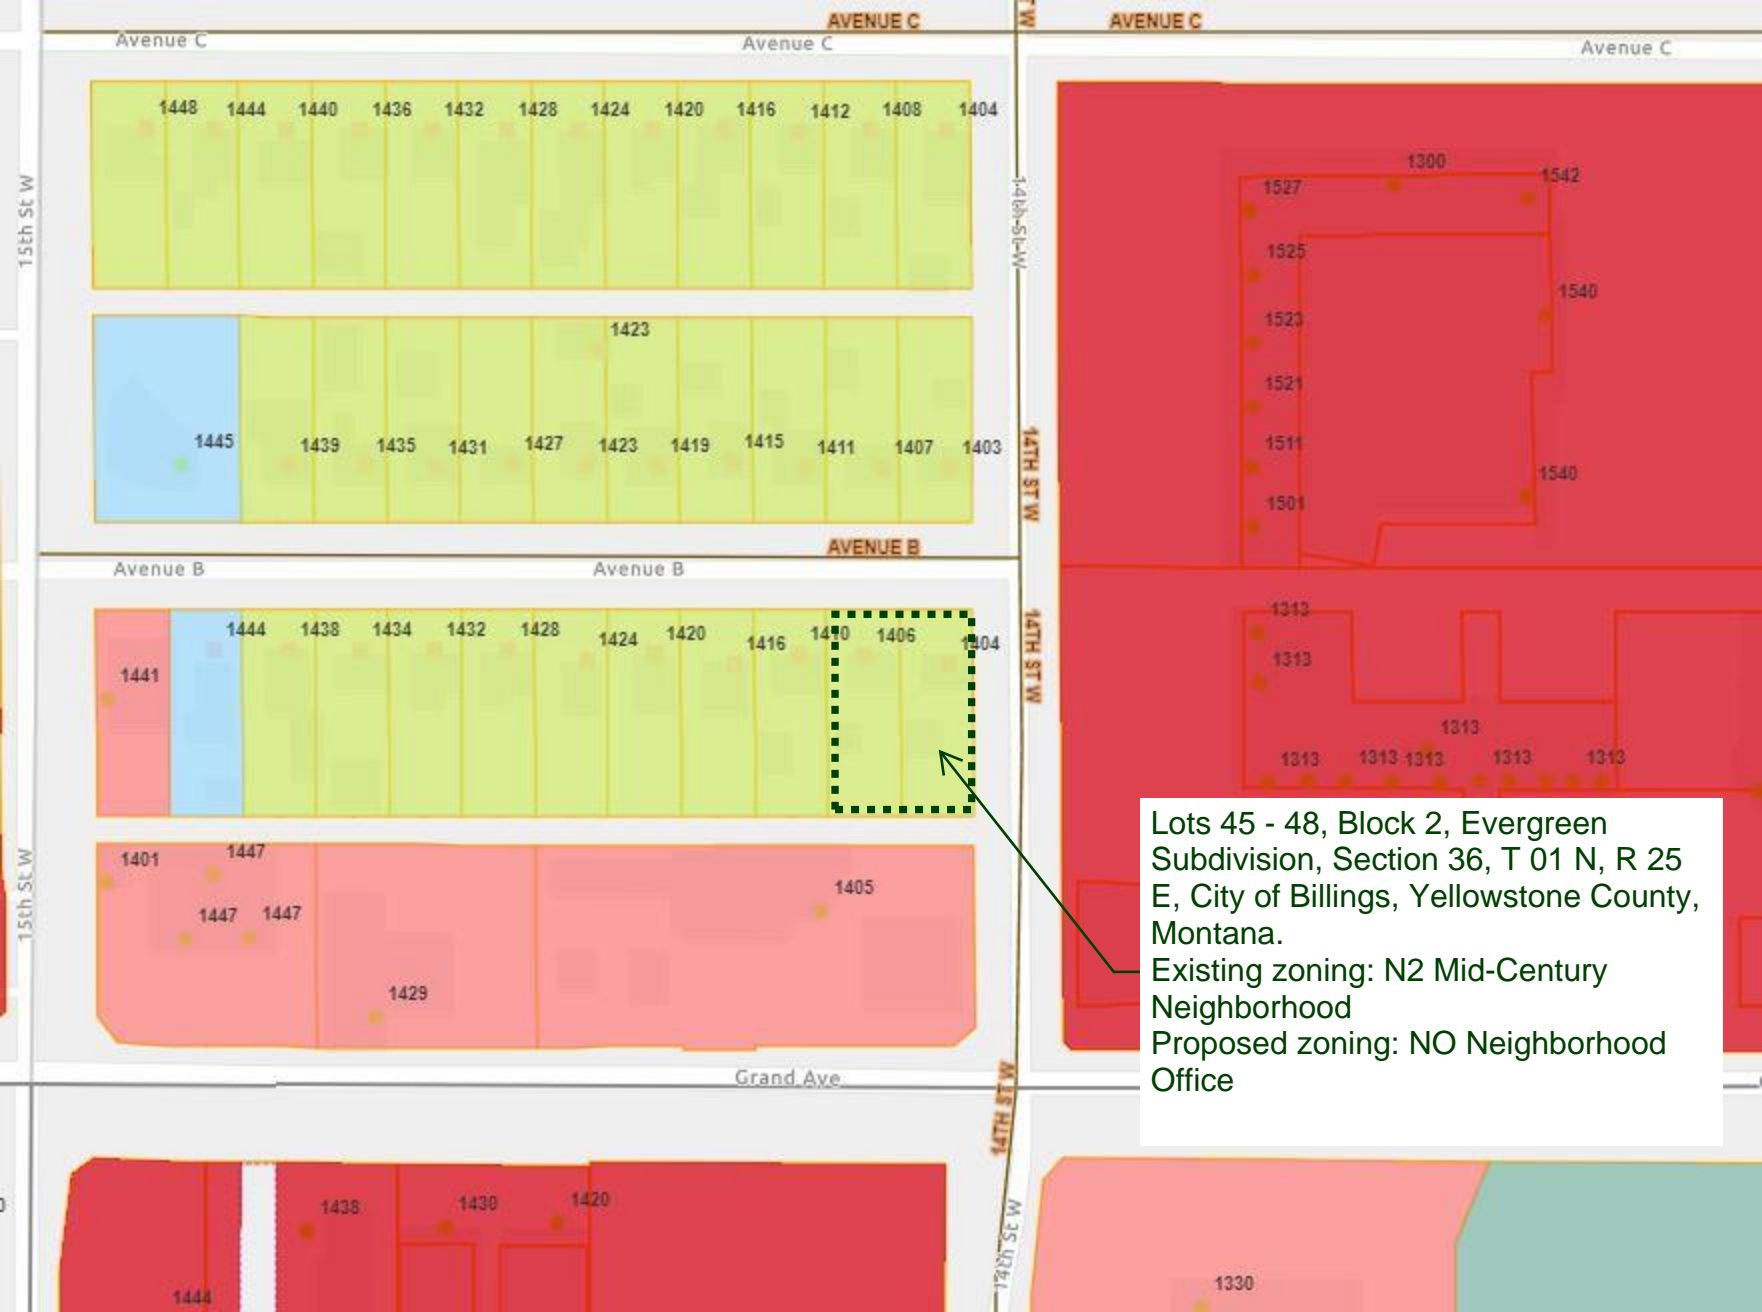 AVENUE C
AVENUE C
Avenue C
Avenue C
Avenue C
T W
1448 1444 1440 1436 1432 1428 1424 1420 1416 1412 1408 1404
15th St W
14th St W
1300
1542
1527
1525
1540
1523
1521
1511
1540
1501
1423
1445
1439 1435 1431 1427 1423 1419 1415 1411 1407 1403
14TH ST W
AVENUE B
Avenue B
Avenue B
1444 1438 1434 1432 1428 1424 1420 1416 1410 1406 1404
1441
14TH ST W
1313
1313
1313
1313 1313 1313 1313 1313
Lots 45 - 48, Block 2, Evergreen
Subdivision, Section 36, T 01 N, R 25
E, City of Billings, Yellowstone County,
Montana.
Existing zoning: N2 Mid-Century
Neighborhood
Proposed zoning: NO Neighborhood
Office
1401
1447
1447 1447
1405
1429
15th St W
Grand Ave
14TH ST W
14th St W
1438
1430
1420
1444
1330